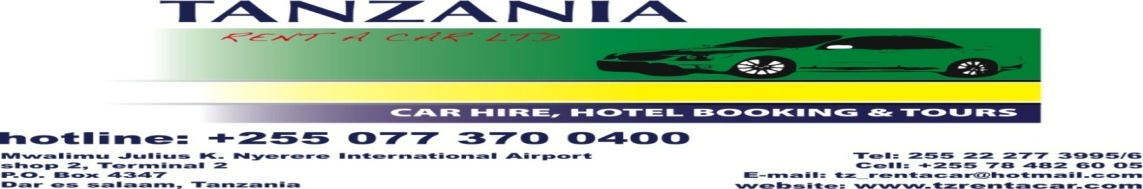 TANZANIA
RENT A CAR LTD
CAR HIRE, HOTEL BOOKING & TOURS
hotline: +255 077 370 0400
Mwalimu Julius K. Nyerere International Airport
shop 2, Terminal 2
P.O. Box 4347
Dar es salaam, Tanzania
Tel: 255 22 277 3995/6
Cell: +255 78 482 60 05
E-mail: tz_rentacar@hotmail.com
website: www.tzrentacar.com